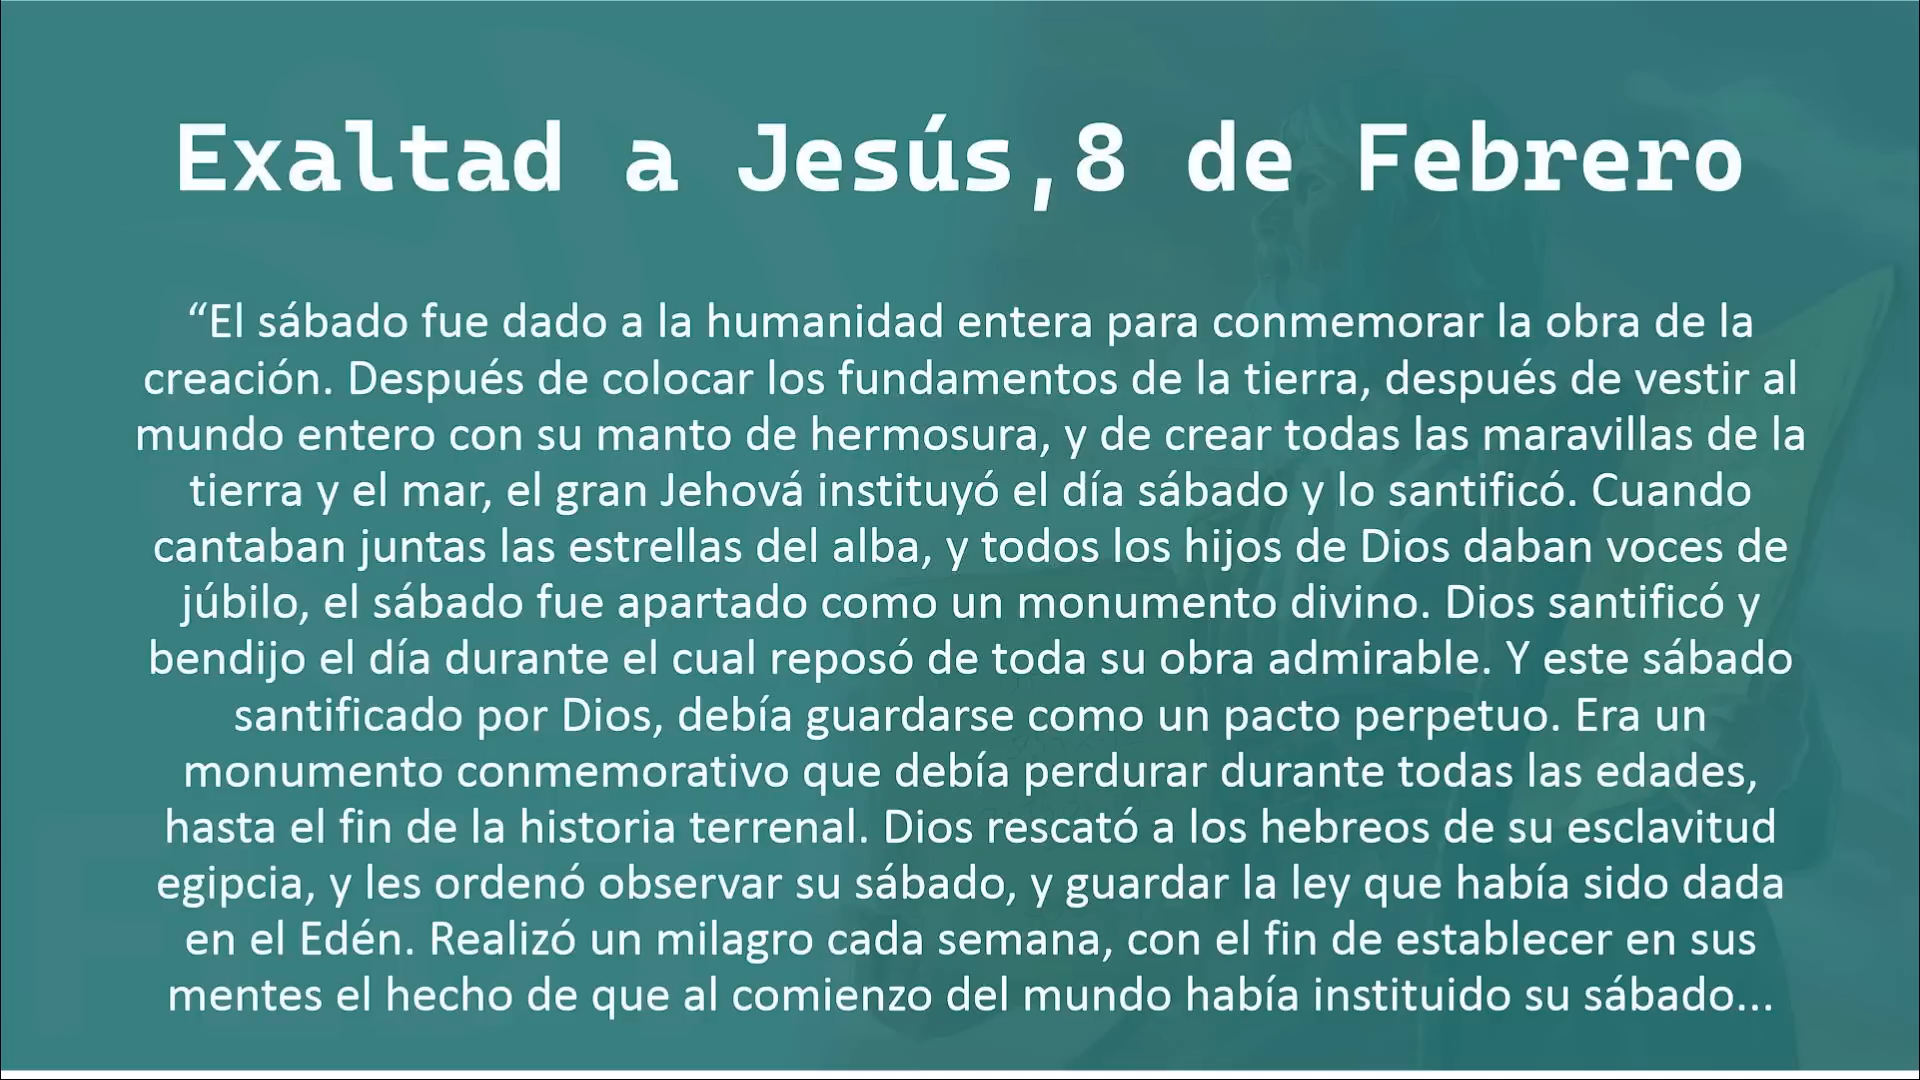 Exaltad a Jesús,8 de Febrero
“El sábado fue dado a la humanidad entera para conmemorar la obra de la
creación. Después de colocar los fundamentos de la tierra, después de vestir al
mundo entero con su manto de hermosura, y de crear todas las maravillas de la
tierra y el mar, el gran Jehová instituyó el día sábado y lo santificó. Cuando
cantaban juntas las estrellas del alba, y todos los hijos de Dios daban voces de
júbilo, el sábado fue apartado como un monumento divino. Dios santificó y
bendijo el día durante el cual reposó de toda su obra admirable. Y este sábado
santificado por Dios, debía guardarse como un pacto perpetuo. Era un
monumento conmemorativo que debía perdurar durante todas las edades,
hasta el fin de la historia terrenal. Dios rescató a los hebreos de su esclavitud
egipcia, y les ordenó observar su sábado, y guardar la ley que había sido dada
en el Edén. Realizó un milagro cada semana, con el fin de establecer en sus
mentes el hecho de que al comienzo del mundo había instituido su sábado...